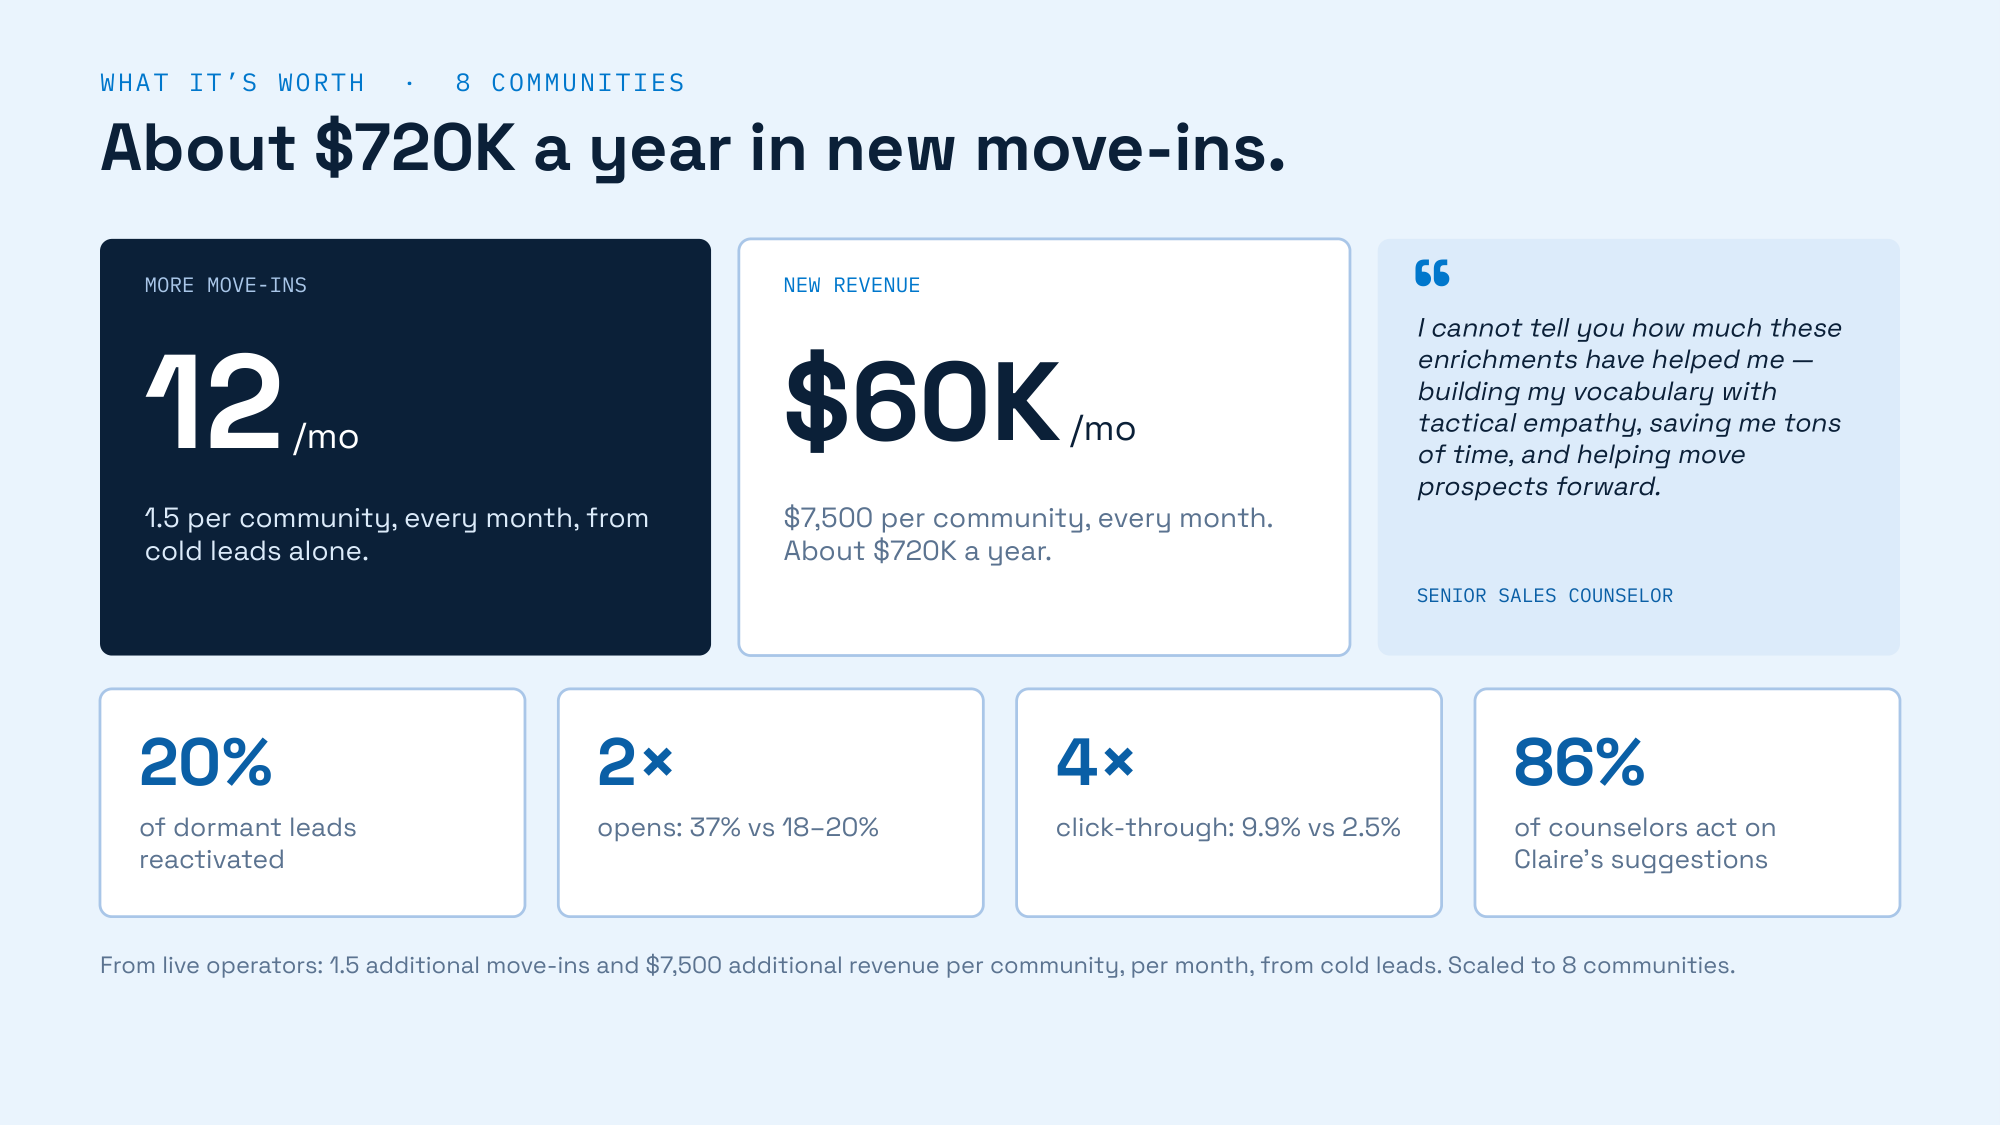 WHAT IT’S WORTH · 8 COMMUNITIES
About $720K a year in new move-ins.
MORE MOVE-INS
12 /mo
1.5 per community, every month, from
cold leads alone.
NEW REVENUE
$60K /mo
$7,500 per community, every month.
About $720K a year.
“
I cannot tell you how much these
enrichments have helped me —
building my vocabulary with
tactical empathy, saving me tons
of time, and helping move
prospects forward.
SENIOR SALES COUNSELOR
20%
of dormant leads
reactivated
2×
opens: 37% vs 18–20%
4×
click-through: 9.9% vs 2.5%
86%
of counselors act on
Claire’s suggestions
From live operators: 1.5 additional move-ins and $7,500 additional revenue per community, per month, from cold leads. Scaled to 8 communities.